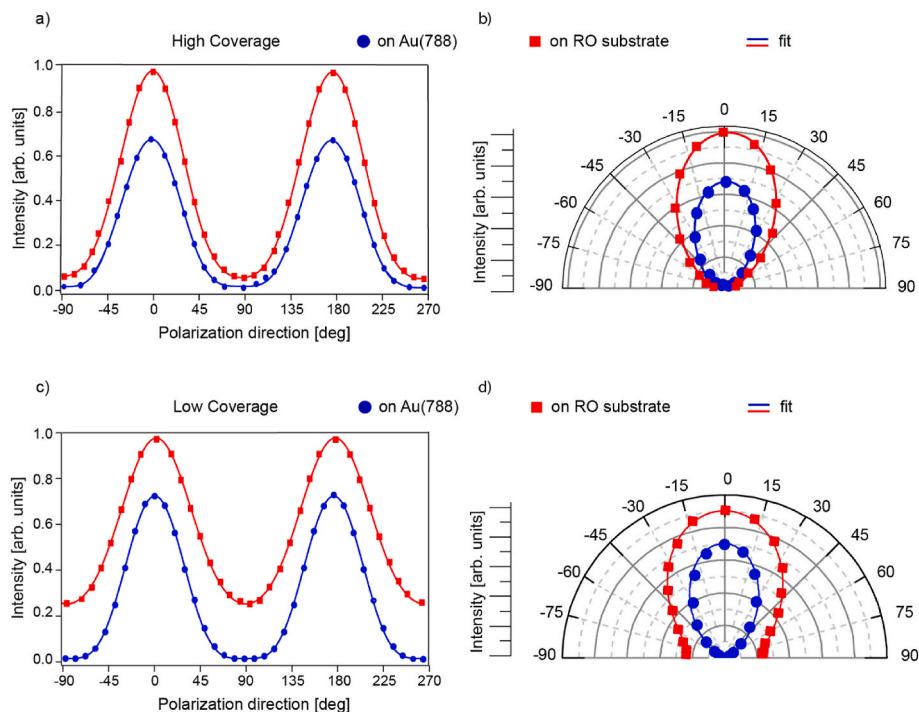 a)
High Coverage
on Au(788)
Intensity [arb. units]
1.0
0.8
0.6
0.4
0.2
0.0
-90 -45 0 45 90 135 180 225 270
Polarization direction [deg]
b)
on RO substrate
fit
Intensity [arb. units]
-90 -75 -60 -45 -30 -15 0 15 30 45 60 75 90
c)
Low Coverage
on Au(788)
Intensity [arb. units]
1.0
0.8
0.6
0.4
0.2
0.0
-90 -45 0 45 90 135 180 225 270
Polarization direction [deg]
d)
on RO substrate
fit
Intensity [arb. units]
-90 -75 -60 -45 -30 -15 0 15 30 45 60 75 90